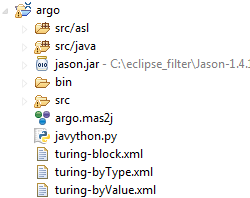 argo
src/asl
src/java
jason.jar - C:\eclipse_filter\Jason-1.4.
bin
src
argo.mas2j
javython.py
turing-block.xml
turing-byType.xml
turing-byValue.xml